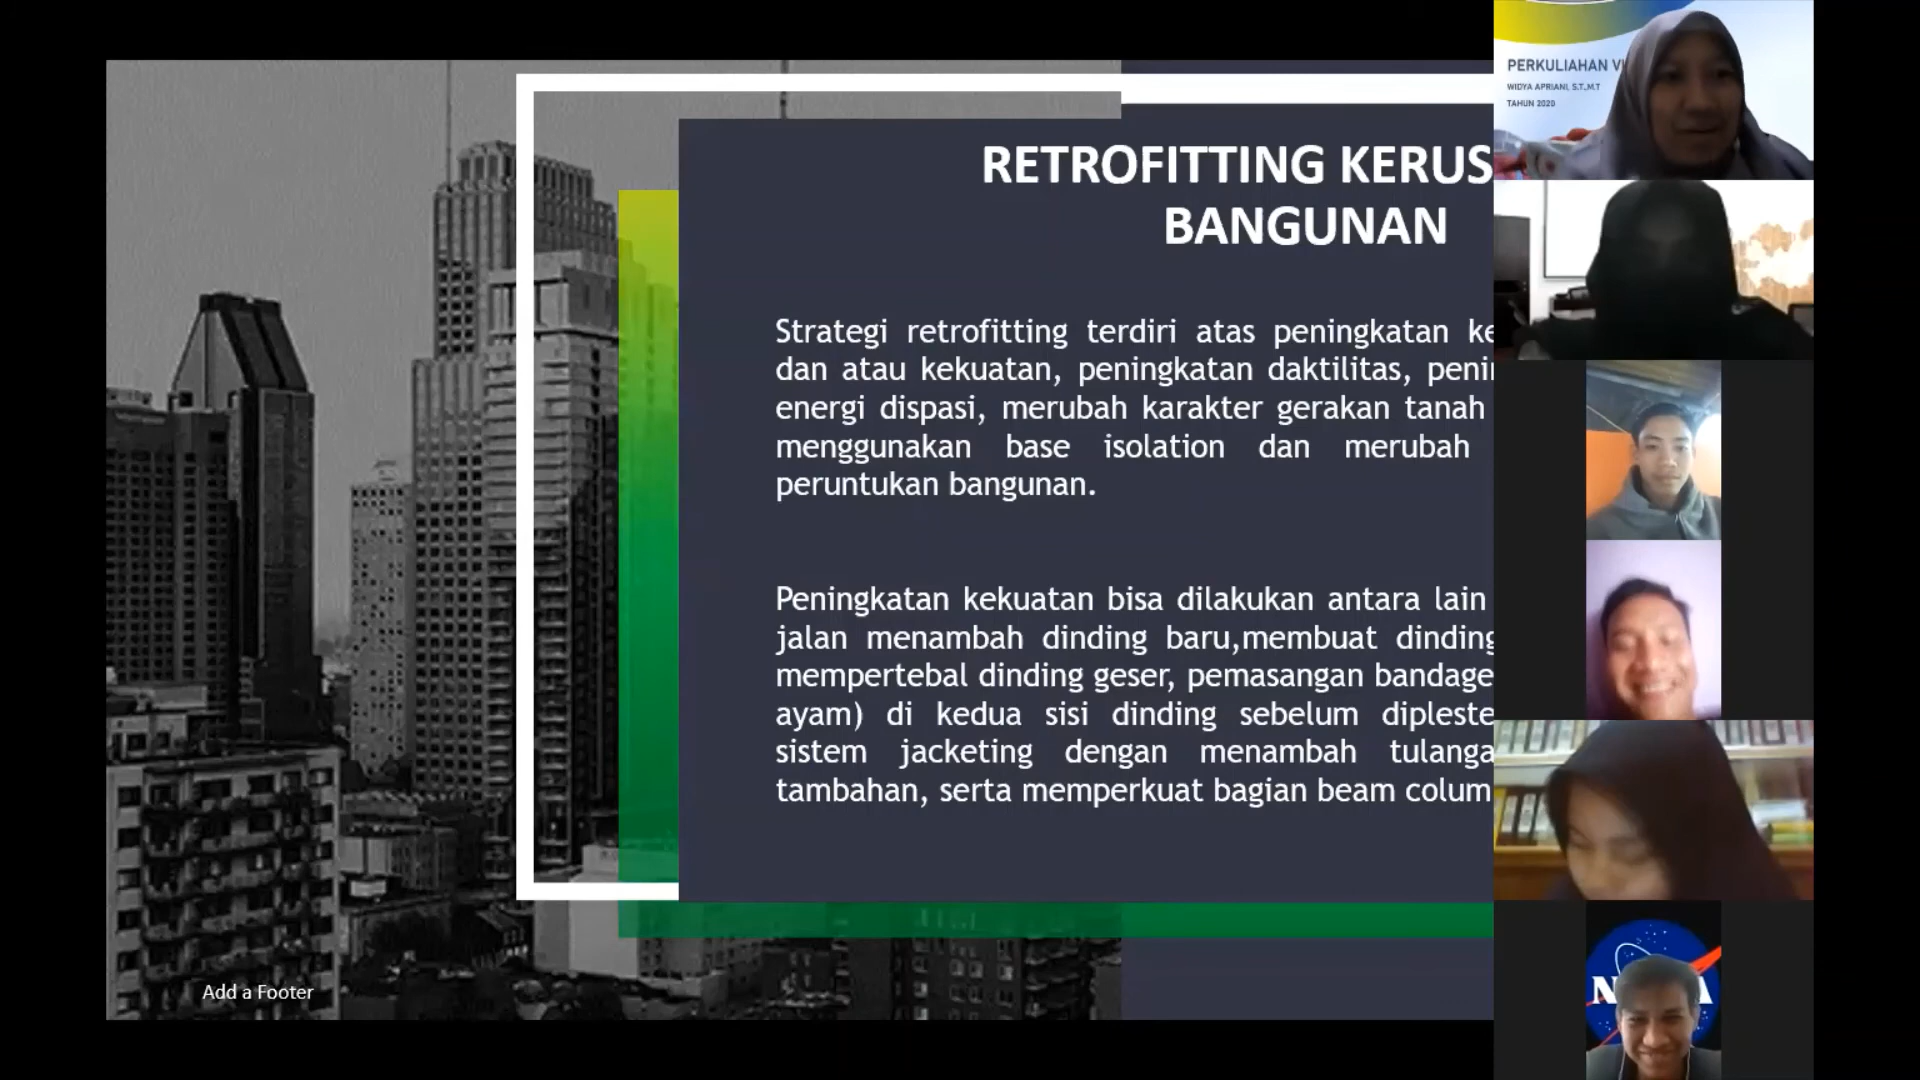 RETROFITTING KERUS
BANGUNAN
Strategi retrofitting terdiri atas peningkatan ke
dan atau kekuatan, peningkatan daktilitas, penin
energi dispasi, merubah karakter gerakan tanah
menggunakan base isolation dan merubah
peruntukan bangunan.
Peningkatan kekuatan bisa dilakukan antara lain
jalan menambah dinding baru,membuat dinding
mempertebal dinding geser, pemasangan bandage
ayam) di kedua sisi dinding sebelum dipleste
sistem jacketing dengan menambah tulanga
tambahan, serta memperkuat bagian beam colum
Add a Footer
PERKULIAHAN VI
WIDYA APRIANI, S.T.,M.T
TAHUN 2020